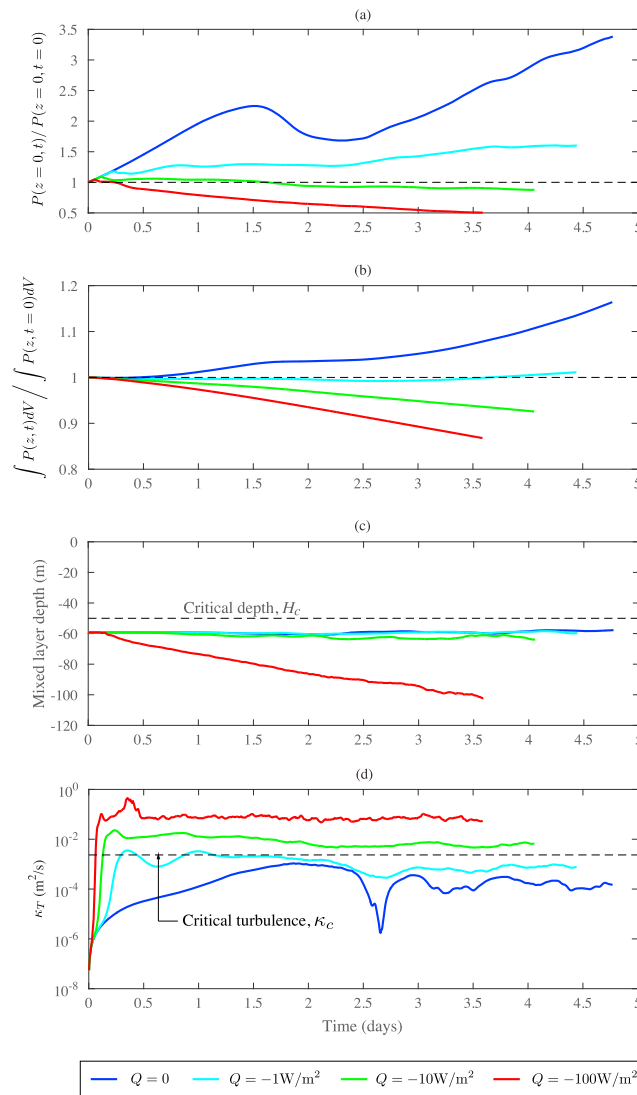 (a)
P(z=0,t)/P(z=0,t=0)
3.5
3
2.5
2
1.5
1
0.5
0 0.5 1 1.5 2 2.5 3 3.5 4 4.5 5
(b)
∫ P(z,t)dV / ∫ P(z,t=0)dV
1.2
1.1
1
0.9
0.8
0 0.5 1 1.5 2 2.5 3 3.5 4 4.5 5
(c)
Mixed layer depth (m)
0
-20
-40
-60
-80
-100
-120
Critical depth, H_c
0 0.5 1 1.5 2 2.5 3 3.5 4 4.5 5
(d)
κ_T (m²/s)
10⁰
10⁻²
10⁻⁴
10⁻⁶
10⁻⁸
Critical turbulence, κ_c
0 0.5 1 1.5 2 2.5 3 3.5 4 4.5 5
Time (days)
Q = 0 Q = −1W/m² Q = −10W/m² Q = −100W/m²